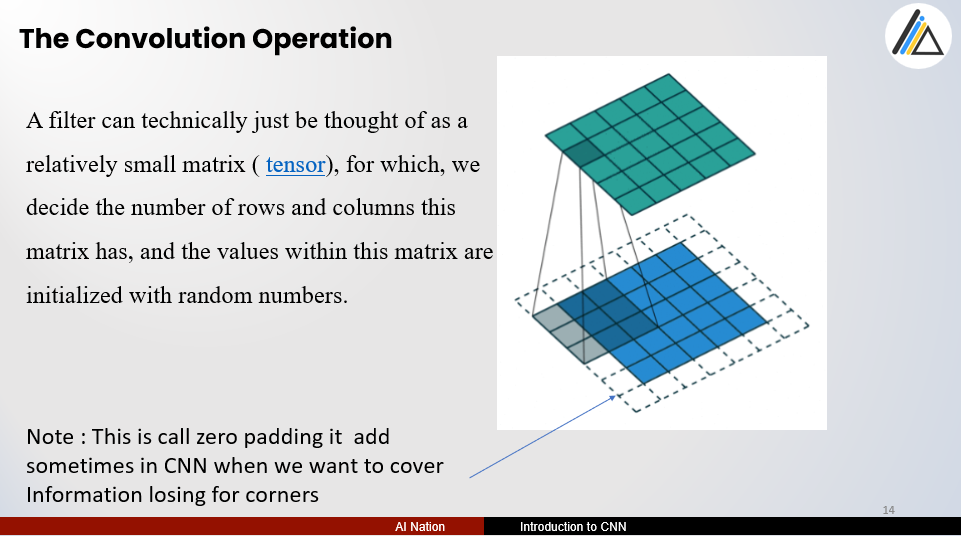 The Convolution Operation
A filter can technically just be thought of as a
relatively small matrix ( tensor), for which, we
decide the number of rows and columns this
matrix has, and the values within this matrix are
initialized with random numbers.
Note : This is call zero padding it  add
sometimes in CNN when we want to cover
Information losing for corners
14
AI Nation
Introduction to CNN